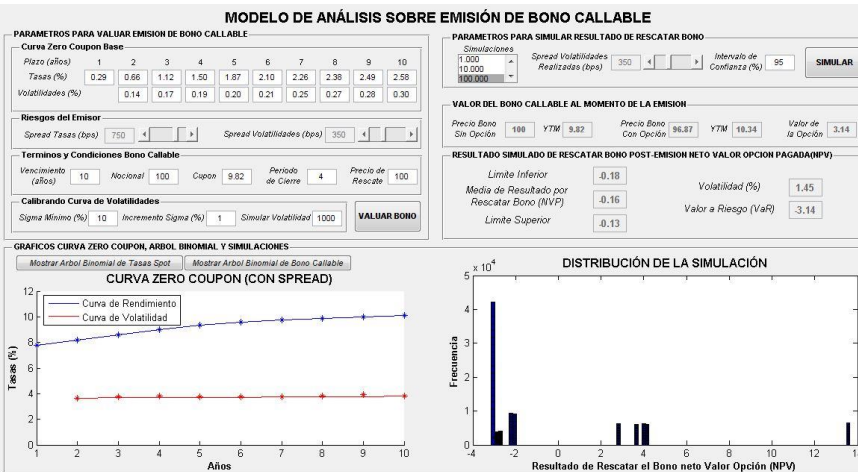 MODELO DE ANÁLISIS SOBRE EMISIÓN DE BONO CALLABLE
PARAMETROS PARA VALUAR EMISION DE BONO CALLABLE
Curva Zero Coupon Base
Plazo (años) 1 2 3 4 5 6 7 8 9 10
Tasas (%) 0.29 0.66 1.12 1.50 1.87 2.10 2.26 2.38 2.49 2.58
Volatilidades (%) 0.14 0.17 0.19 0.20 0.21 0.25 0.27 0.28 0.30
Riesgos del Emisor
Spread Tasas (bps) 750 Spread Volatilidades (bps) 350
Terminos y Condiciones Bono Callable
Vencimiento (años) 10 Nocional 100 Cupon 9.82 Periodo de Cierre 4 Precio de Rescate 100
Calibrando Curva de Volatilidades
Sigma Minimo (%) 10 Incremento Sigma (%) 1 Simular Volatilidad 1000 VALUAR BONO
PARAMETROS PARA SIMULAR RESULTADO DE RESCATAR BONO
Simulaciones
1.000
10.000
100.000
Spread Volatilidades Realizadas (bps) 350 Intervalo de Confianza (%) 95 SIMULAR
VALOR DEL BONO CALLABLE AL MOMENTO DE LA EMISION
Precio Bono Sin Opción 100 YTM 9.82 Precio Bono Con Opción 96.87 YTM 10.34 Valor de la Opción 3.14
RESULTADO SIMULADO DE RESCATAR BONO POST-EMISION NETO VALOR OPCION PAGADA(NPV)
Limite Inferior -0.18
Media de Resultado por Rescatar Bono (NVP) -0.16
Limite Superior -0.13
Volatilidad (%) 1.45
Valor a Riesgo (VaR) -3.14
GRAFICOS CURVA ZERO COUPON, ARBOL BINOMIAL Y SIMULACIONES
Mostrar Arbol Binomial de Tasas Spot Mostrar Arbol Binomial de Bono Callable
CURVA ZERO COUPON (CON SPREAD)
Curva de Rendimiento
Curva de Volatilidad
12
10
8
6
4
2
0
Tasas (%)
1 2 3 4 5 6 7 8 9 10
Años
DISTRIBUCIÓN DE LA SIMULACIÓN
x 10^4
5
4
3
2
1
0
Frecuencia
-4 -2 0 2 4 6 8 10 12
Resultado de Rescatar el Bono neto Valor Opción (NPV)